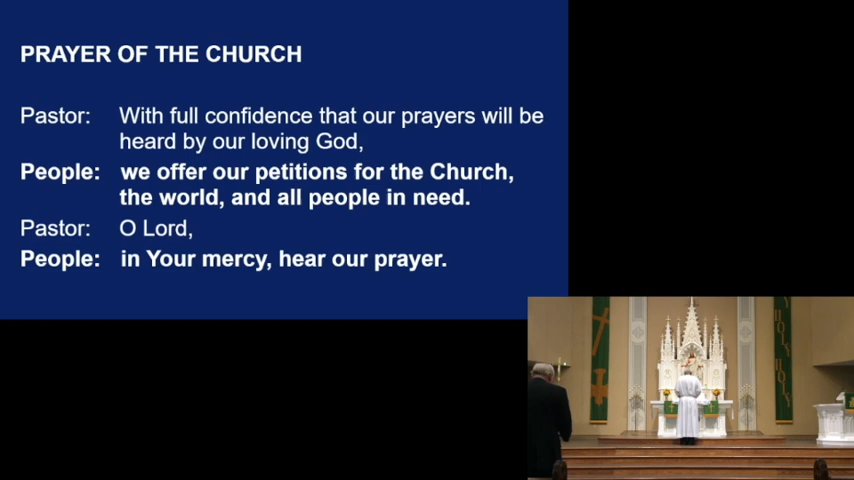 PRAYER OF THE CHURCH
Pastor: With full confidence that our prayers will be
heard by our loving God,
People: we offer our petitions for the Church,
the world, and all people in need.
Pastor: O Lord,
People: in Your mercy, hear our prayer.
HOLY
HOLY